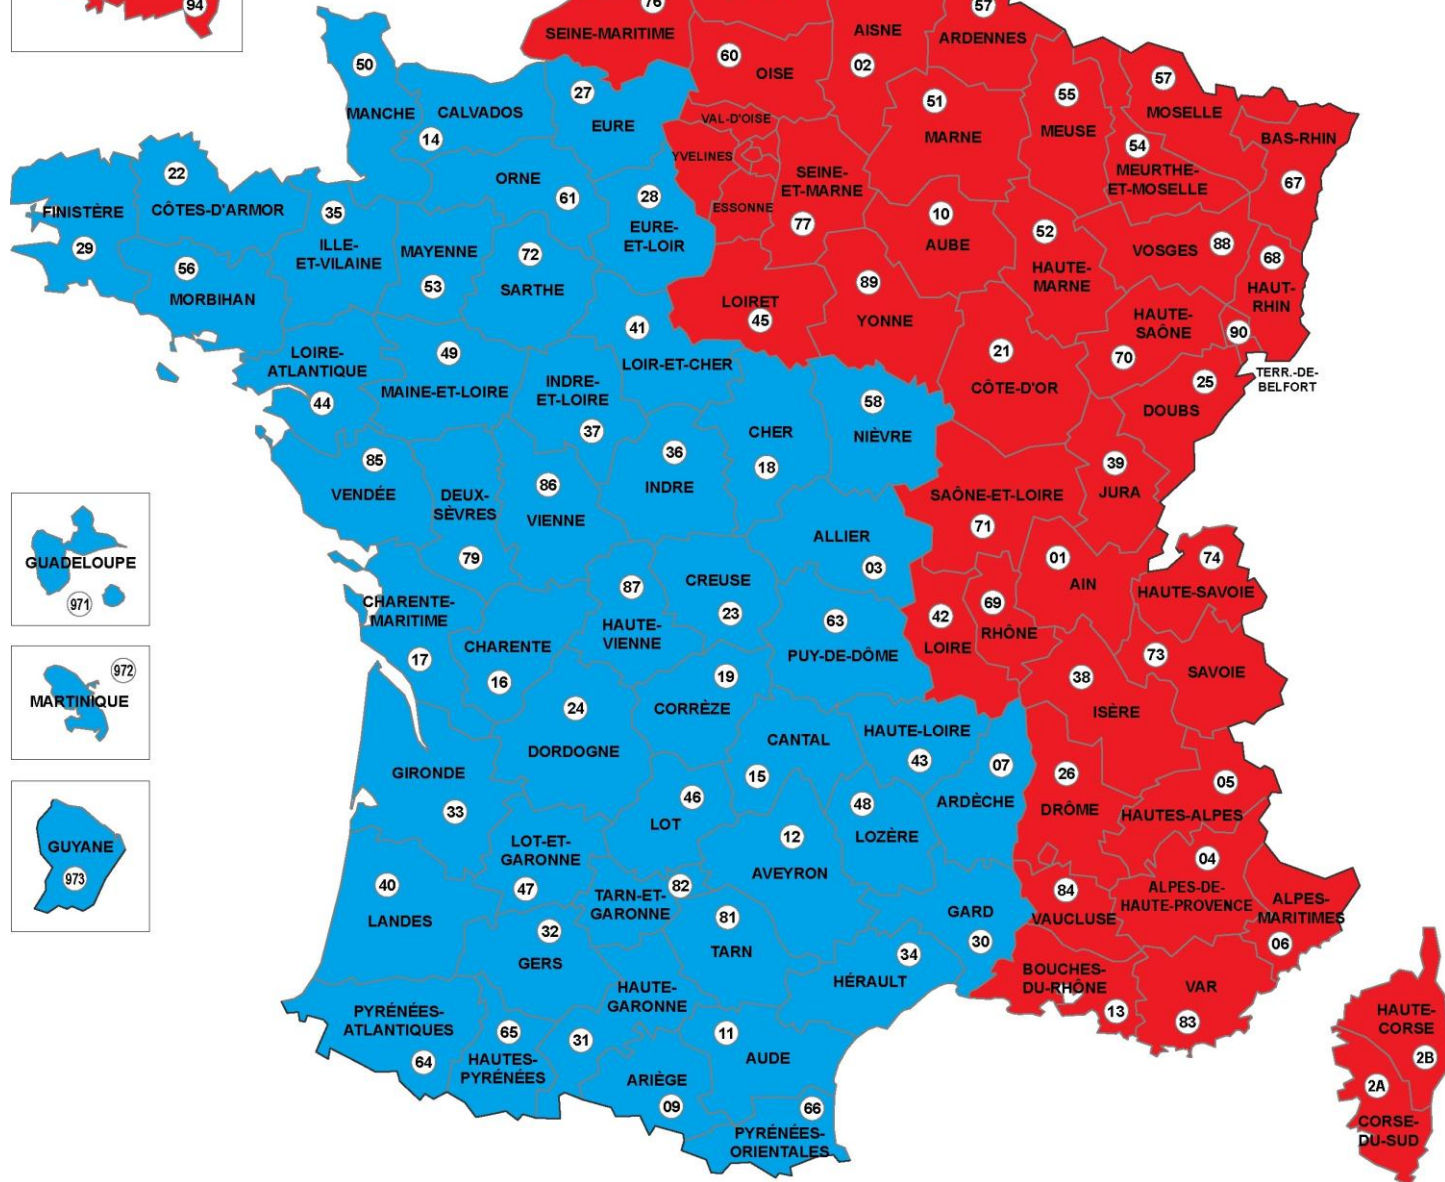 94
76
SEINE-MARITIME
60
OISE
AISNE
02
57
ARDENNES
50
MANCHE
CALVADOS
14
27
EURE
VAL-D'OISE
51
MARNE
55
MEUSE
57
MOSELLE
BAS-RHIN
67
54
MEURTHE-
ET-MOSELLE
YVELINES
SEINE-
ET-MARNE
77
ESSONNE
22
CÔTES-D'ARMOR
FINISTÈRE
29
35
ILLE-
ET-VILAINE
ORNE
61
28
EURE-
ET-LOIR
10
AUBE
52
HAUTE-
MARNE
VOSGES
88
68
HAUT-
RHIN
56
MORBIHAN
MAYENNE
53
72
SARTHE
LOIRET
45
89
YONNE
HAUTE-
SAÔNE
70
90
TERR.-DE-
BELFORT
41
LOIR-ET-CHER
LOIRE-
ATLANTIQUE
44
49
MAINE-ET-LOIRE
INDRE-
ET-LOIRE
37
21
CÔTE-D'OR
25
DOUBS
58
NIÈVRE
CHER
18
36
INDRE
85
VENDÉE
DEUX-
SÈVRES
79
86
VIENNE
39
JURA
SAÔNE-ET-LOIRE
71
ALLIER
03
01
AIN
74
HAUTE-SAVOIE
GUADELOUPE
971
CHARENTE-
MARITIME
17
87
HAUTE-
VIENNE
CREUSE
23
63
PUY-DE-DÔME
42
LOIRE
69
RHÔNE
73
SAVOIE
972
MARTINIQUE
CHARENTE
16
38
ISÈRE
19
CORRÈZE
24
DORDOGNE
CANTAL
15
HAUTE-LOIRE
43
07
ARDÈCHE
26
DRÔME
05
HAUTES-ALPES
GUYANE
973
GIRONDE
33
46
LOT
48
LOZÈRE
12
AVEYRON
LOT-ET-
GARONNE
47
04
ALPES-DE-
HAUTE-PROVENCE
40
LANDES
82
TARN-ET-
GARONNE
84
VAUCLUSE
ALPES-
MARITIMES
06
81
TARN
GARD
30
32
GERS
34
HÉRAULT
BOUCHES-
DU-RHÔNE
13
VAR
83
HAUTE-
GARONNE
31
PYRÉNÉES-
ATLANTIQUES
64
65
HAUTES-
PYRÉNÉES
11
AUDE
ARIÈGE
09
66
PYRÉNÉES-
ORIENTALES
HAUTE-
CORSE
2B
2A
CORSE-
DU-SUD